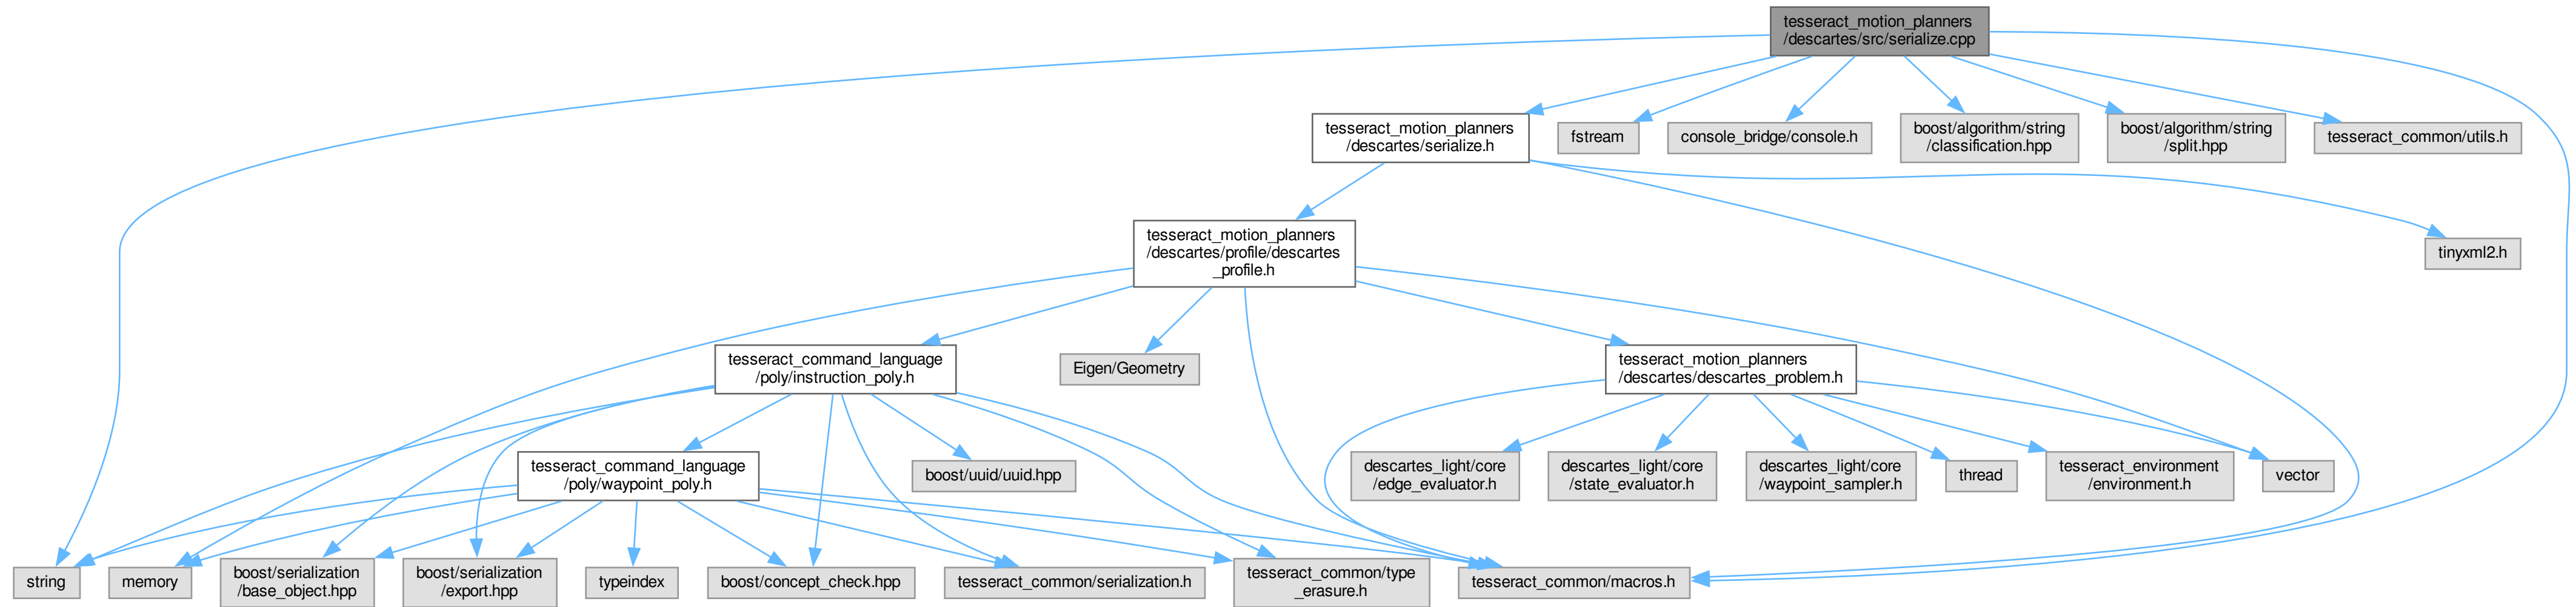 tesseract_motion_planners
/descartes/src/serialize.cpp
tesseract_motion_planners
/descartes/serialize.h
fstream
console_bridge/console.h
boost/algorithm/string
/classification.hpp
boost/algorithm/string
/split.hpp
tesseract_common/utils.h
tesseract_motion_planners
/descartes/profile/descartes
_profile.h
tinyxml2.h
tesseract_command_language
/poly/instruction_poly.h
Eigen/Geometry
tesseract_motion_planners
/descartes/descartes_problem.h
tesseract_command_language
/poly/waypoint_poly.h
boost/uuid/uuid.hpp
descartes_light/core
/edge_evaluator.h
descartes_light/core
/state_evaluator.h
descartes_light/core
/waypoint_sampler.h
thread
tesseract_environment
/environment.h
vector
string
memory
boost/serialization
/base_object.hpp
boost/serialization
/export.hpp
typeindex
boost/concept_check.hpp
tesseract_common/serialization.h
tesseract_common/type
_erasure.h
tesseract_common/macros.h